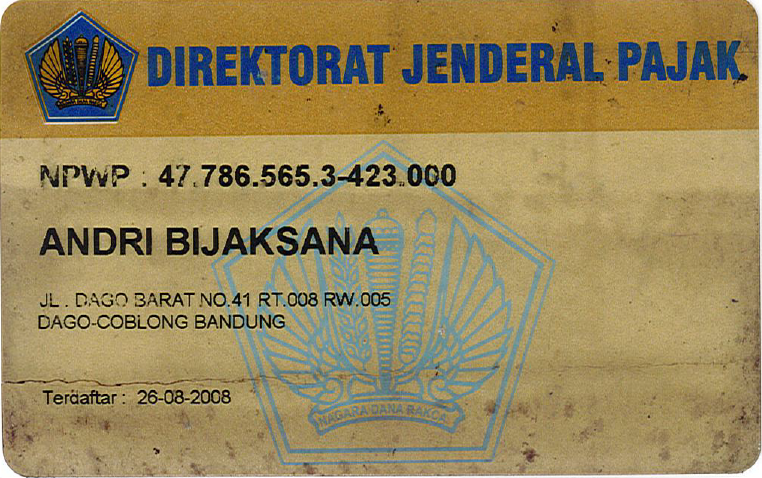 DIREKTORAT JENDERAL PAJAK
NPWP : 47.786.565.3-423.000
ANDRI BIJAKSANA
JL . DAGO BARAT NO.41 RT.008 RW.005
DAGO-COBLONG BANDUNG
Terdaftar : 26-08-2008
NAGARA DANA RAKCA